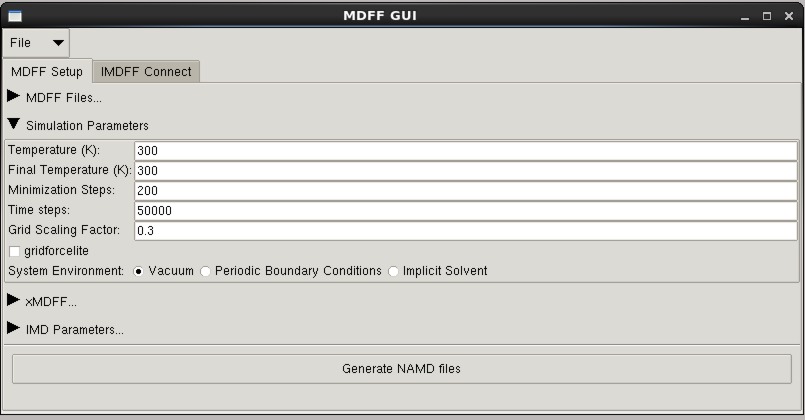 MDFF GUI
File
MDFF Setup IMDFF Connect
MDFF Files...
Simulation Parameters
Temperature (K): 300
Final Temperature (K): 300
Minimization Steps: 200
Time steps: 50000
Grid Scaling Factor: 0.3
gridforcelite
System Environment: Vacuum Periodic Boundary Conditions Implicit Solvent
xMDFF...
IMD Parameters...
Generate NAMD files